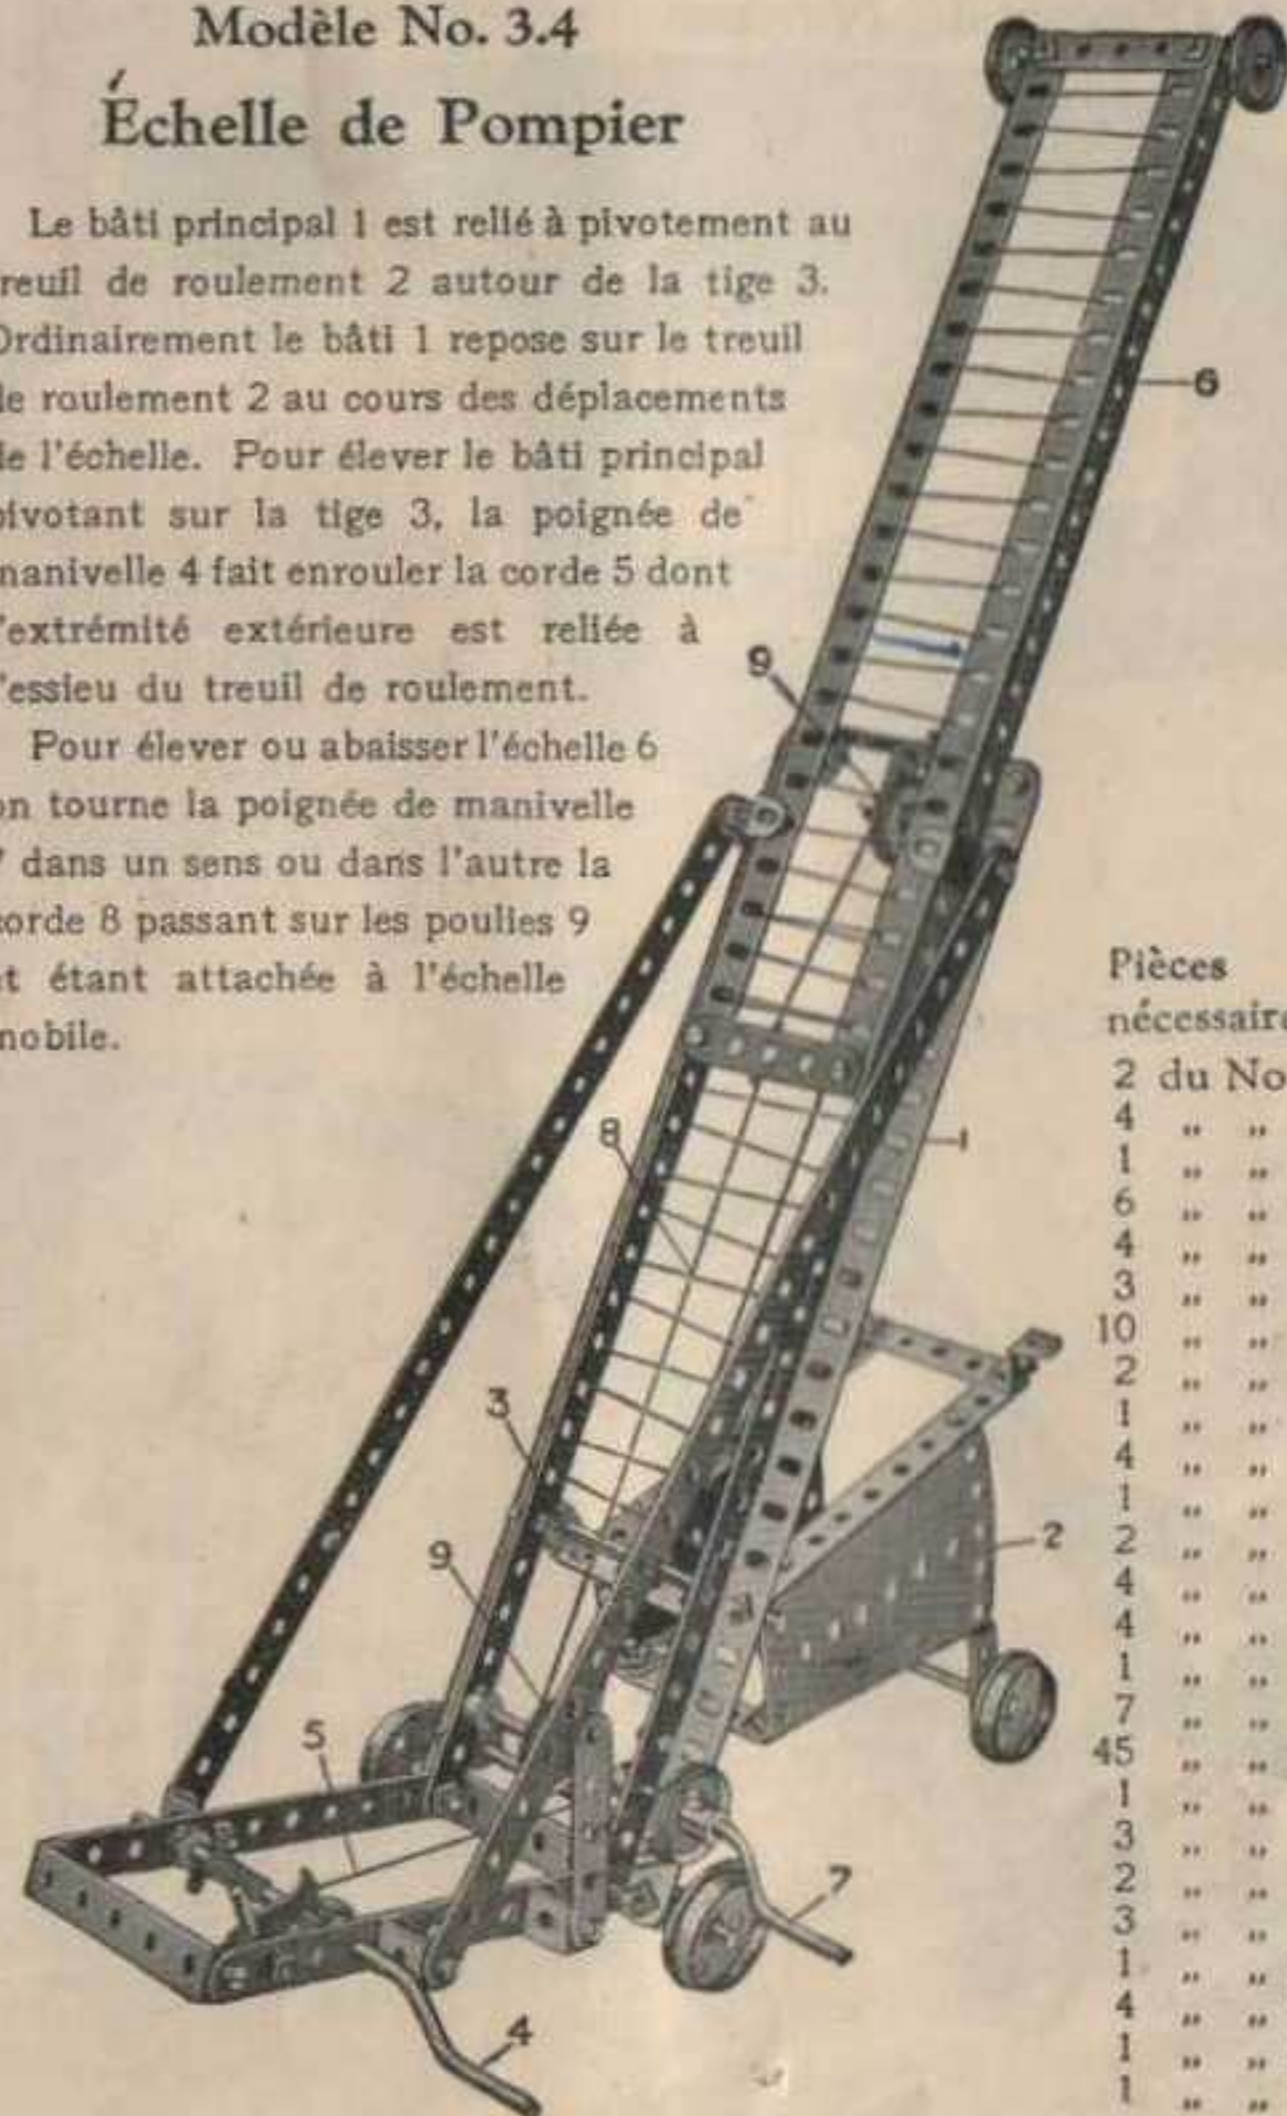 Modèle No. 3.4
Échelle de Pompier
Le bâti principal 1 est relié à pivotement au
reuil de roulement 2 autour de la tige 3.
Ordinairement le bâti 1 repose sur le treuil
de roulement 2 au cours des déplacements
de l'échelle. Pour élever le bâti principal
pivotant sur la tige 3, la poignée de
manivelle 4 fait enrouler la corde 5 dont
l'extrémité extérieure est reliée à
l'essieu du treuil de roulement.
Pour élever ou abaisser l'échelle 6
on tourne la poignée de manivelle
7 dans un sens ou dans l'autre la
corde 8 passant sur les poulies 9
et étant attachée à l'échelle
mobile.
6
9
8
1
3
9
2
5
7
4
Pièces
nécessaire
2 du No
4 " "
1 " "
6 " "
4 " "
3 " "
10 " "
2 " "
1 " "
4 " "
1 " "
2 " "
4 " "
4 " "
1 " "
7 " "
45 " "
1 " "
3 " "
2 " "
3 " "
1 " "
4 " "
1 " "
1 " "